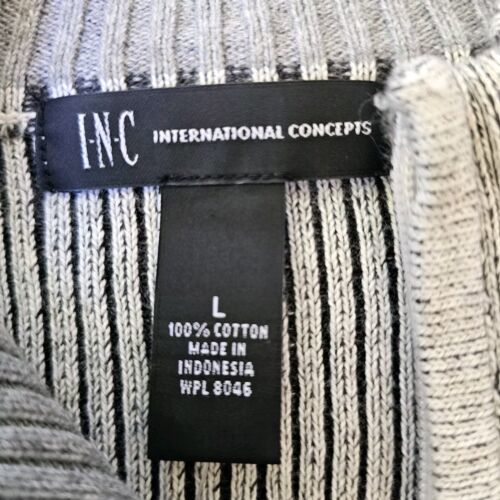 I·N·C INTERNATIONAL CONCEPTS
L
100% COTTON
MADE IN
INDONESIA
WPL 8046